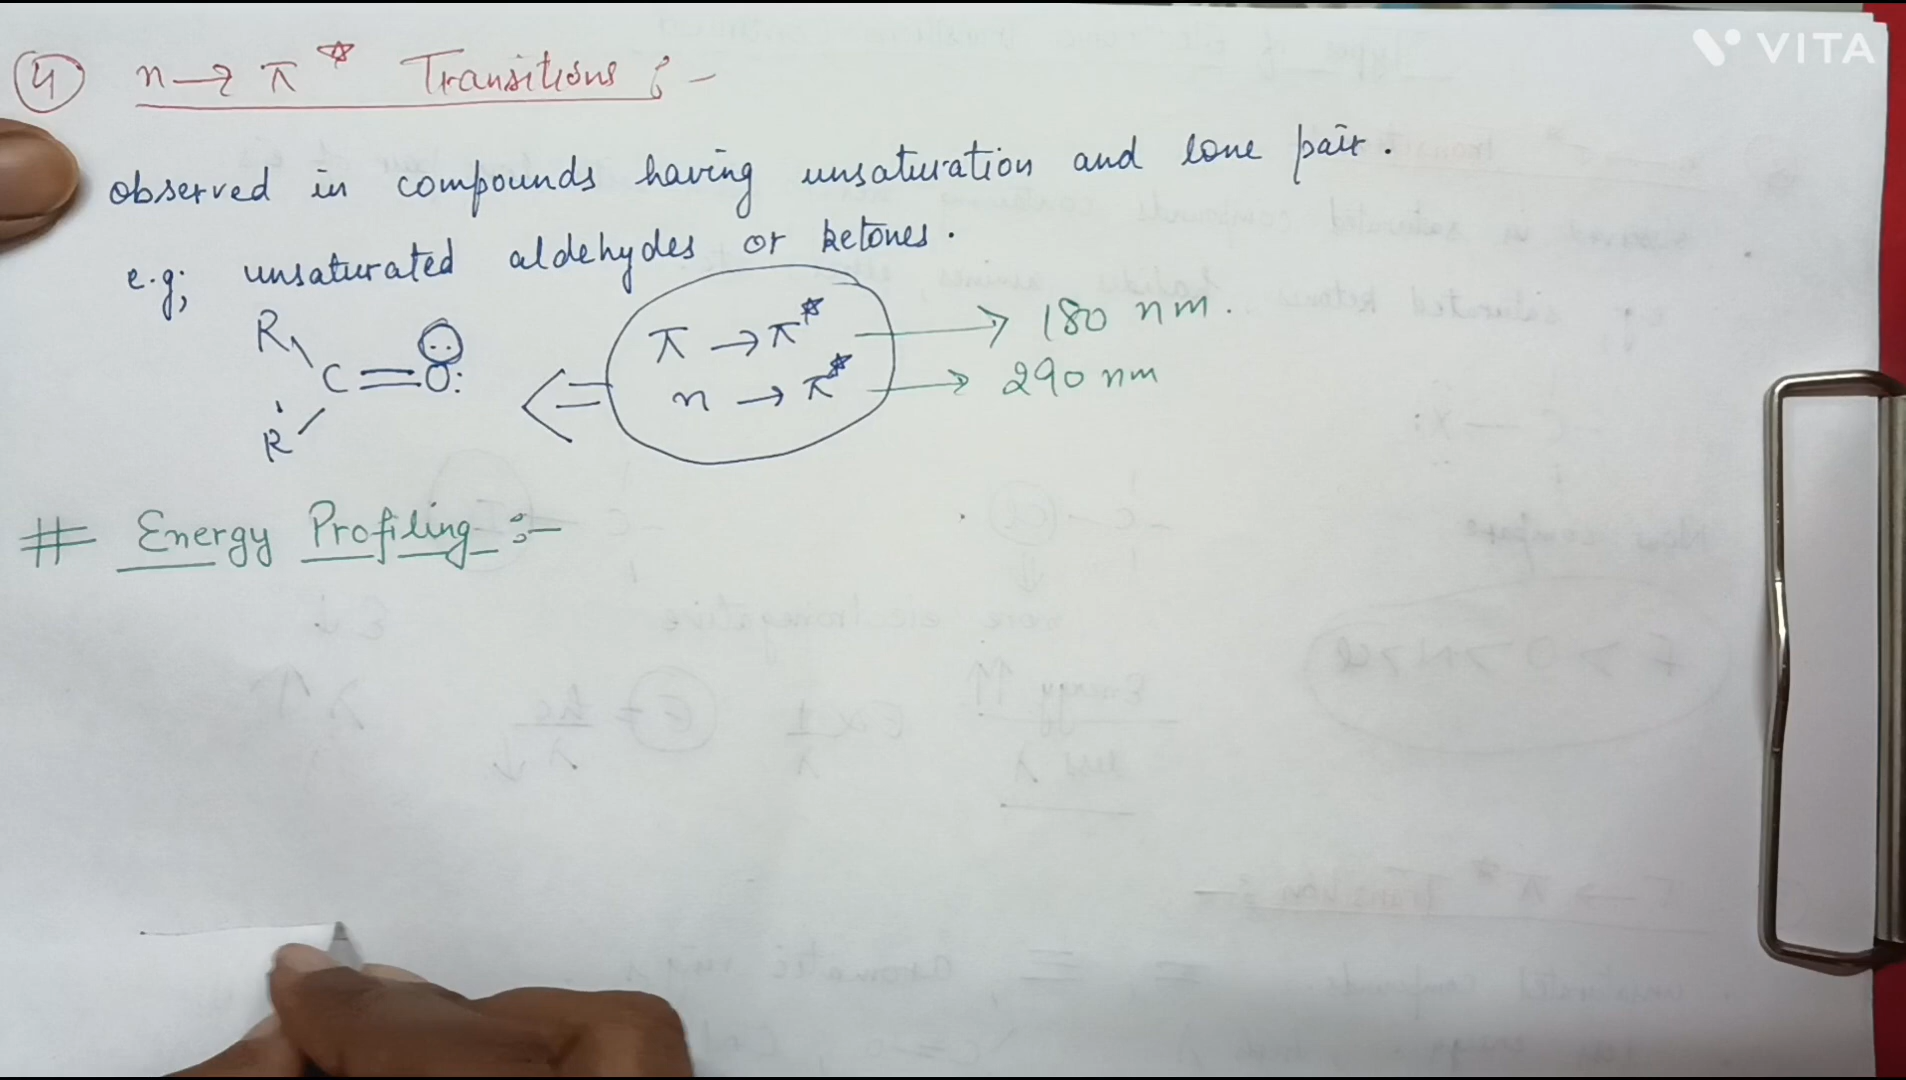 VITA
④ n → π* Transitions :-
observed in compounds having unsaturation and lone pair.
e.g; unsaturated aldehydes or ketones.
R
C = O:
R'
π → π* → 180 nm.
n → π* → 290 nm
# Energy Profiling :-